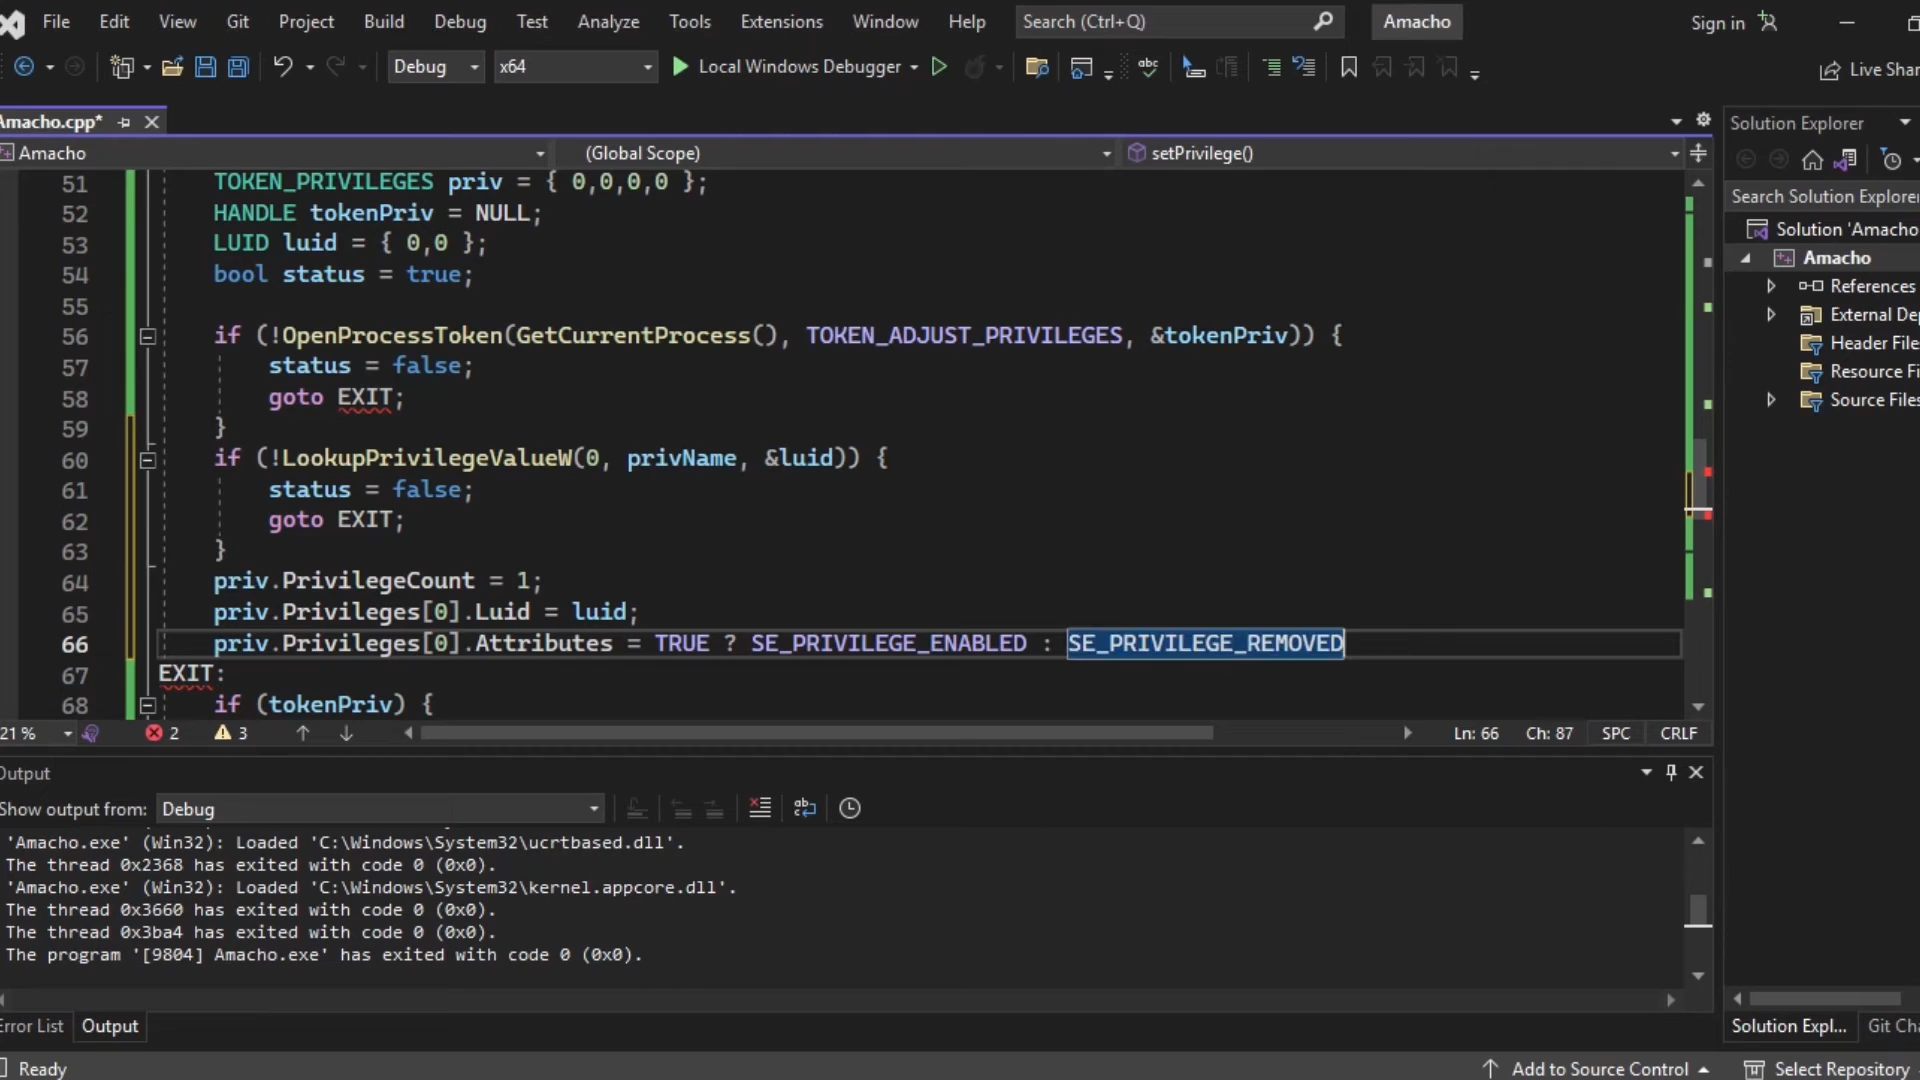 File Edit View Git Project Build Debug Test Analyze Tools Extensions Window Help Search (Ctrl+Q) Amacho Sign in
Debug x64 Local Windows Debugger Live Shar
Amacho.cpp*
Amacho (Global Scope) setPrivilege()
51 TOKEN_PRIVILEGES priv = { 0,0,0,0 };
52 HANDLE tokenPriv = NULL;
53 LUID luid = { 0,0 };
54 bool status = true;
55
56 if (!OpenProcessToken(GetCurrentProcess(), TOKEN_ADJUST_PRIVILEGES, &tokenPriv)) {
57 status = false;
58 goto EXIT;
59 }
60 if (!LookupPrivilegeValueW(0, privName, &luid)) {
61 status = false;
62 goto EXIT;
63 }
64 priv.PrivilegeCount = 1;
65 priv.Privileges[0].Luid = luid;
66 priv.Privileges[0].Attributes = TRUE ? SE_PRIVILEGE_ENABLED : SE_PRIVILEGE_REMOVED
67 EXIT:
68 if (tokenPriv) {
21 % 2 3 Ln: 66 Ch: 87 SPC CRLF
Solution Explorer
Search Solution Explorer
Solution 'Amacho
Amacho
References
External De
Header File
Resource Fi
Source Files
Output
Show output from: Debug
'Amacho.exe' (Win32): Loaded 'C:\Windows\System32\ucrtbased.dll'.
The thread 0x2368 has exited with code 0 (0x0).
'Amacho.exe' (Win32): Loaded 'C:\Windows\System32\kernel.appcore.dll'.
The thread 0x3660 has exited with code 0 (0x0).
The thread 0x3ba4 has exited with code 0 (0x0).
The program '[9804] Amacho.exe' has exited with code 0 (0x0).
Error List Output
Solution Expl... Git Cha
Ready Add to Source Control Select Repository